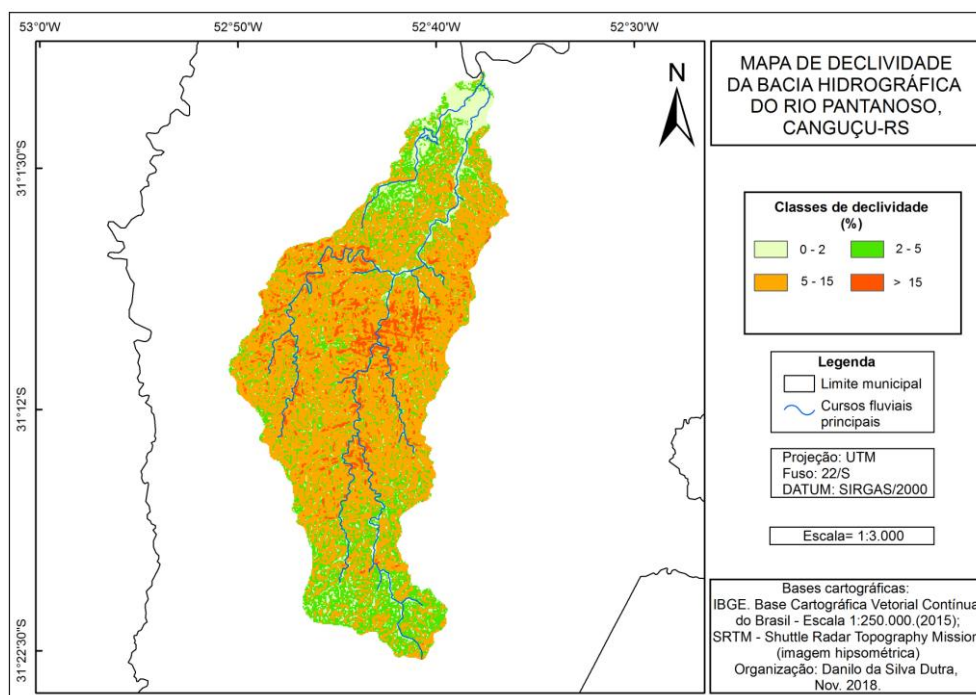 53°0'W
52°50'W
52°40'W
52°30'W
31°1'30"S
31°12'S
31°22'30"S
N
MAPA DE DECLIVIDADE
DA BACIA HIDROGRÁFICA
DO RIO PANTANOSO,
CANGUÇU-RS
Classes de declividade
(%)
0 - 2
2 - 5
5 - 15
> 15
Legenda
Limite municipal
Cursos fluviais
principais
Projeção: UTM
Fuso: 22/S
DATUM: SIRGAS/2000
Escala= 1:3.000
Bases cartográficas:
IBGE. Base Cartográfica Vetorial Contínua
do Brasil - Escala 1:250.000.(2015);
SRTM - Shuttle Radar Topography Mission
(imagem hipsométrica)
Organização: Danilo da Silva Dutra,
Nov. 2018.